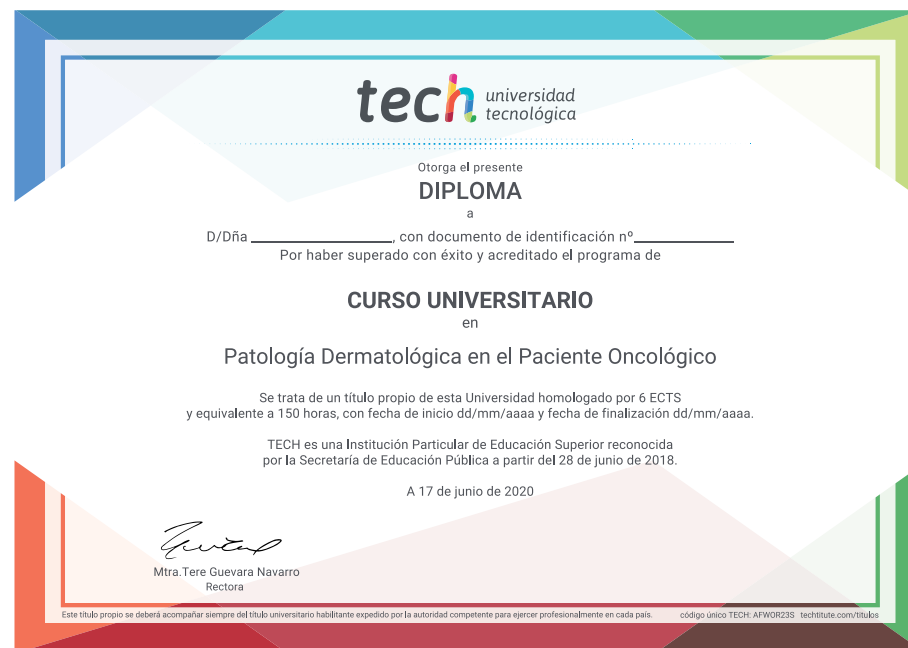 tech universidad
tecnológica
Otorga el presente
DIPLOMA
a
D/Dña ____________________, con documento de identificación nº______________
Por haber superado con éxito y acreditado el programa de
CURSO UNIVERSITARIO
en
Patología Dermatológica en el Paciente Oncológico
Se trata de un título propio de esta Universidad homologado por 6 ECTS
y equivalente a 150 horas, con fecha de inicio dd/mm/aaaa y fecha de finalización dd/mm/aaaa.
TECH es una Institución Particular de Educación Superior reconocida
por la Secretaría de Educación Pública a partir del 28 de junio de 2018.
A 17 de junio de 2020
Mtra.Tere Guevara Navarro
Rectora
Este título propio se deberá acompañar siempre del título universitario habilitante expedido por la autoridad competente para ejercer profesionalmente en cada país. código único TECH: AFWOR23S techtitute.com/titulos